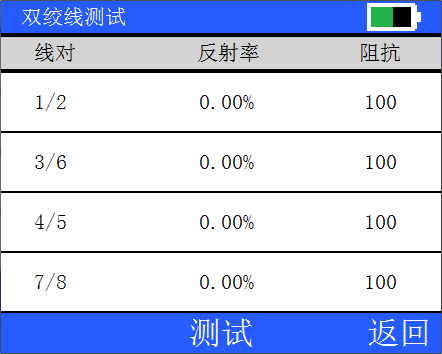 双绞线测试
线对 反射率 阻抗
1/2 0.00% 100
3/6 0.00% 100
4/5 0.00% 100
7/8 0.00% 100
测试 返回